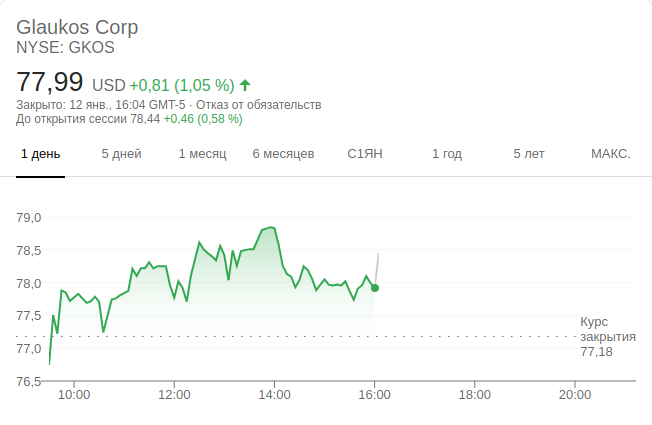 Glaukos Corp
NYSE: GKOS
77,99 USD +0,81 (1,05 %)
Закрыто: 12 янв., 16:04 GMT-5 · Отказ от обязательств
До открытия сессии 78,44 +0,46 (0,58 %)
1 день 5 дней 1 месяц 6 месяцев С1ЯН 1 год 5 лет МАКС.
79,0
78,5
78,0
77,5
77,0
76,5
Курс
закрытия
77,18
10:00 12:00 14:00 16:00 18:00 20:00